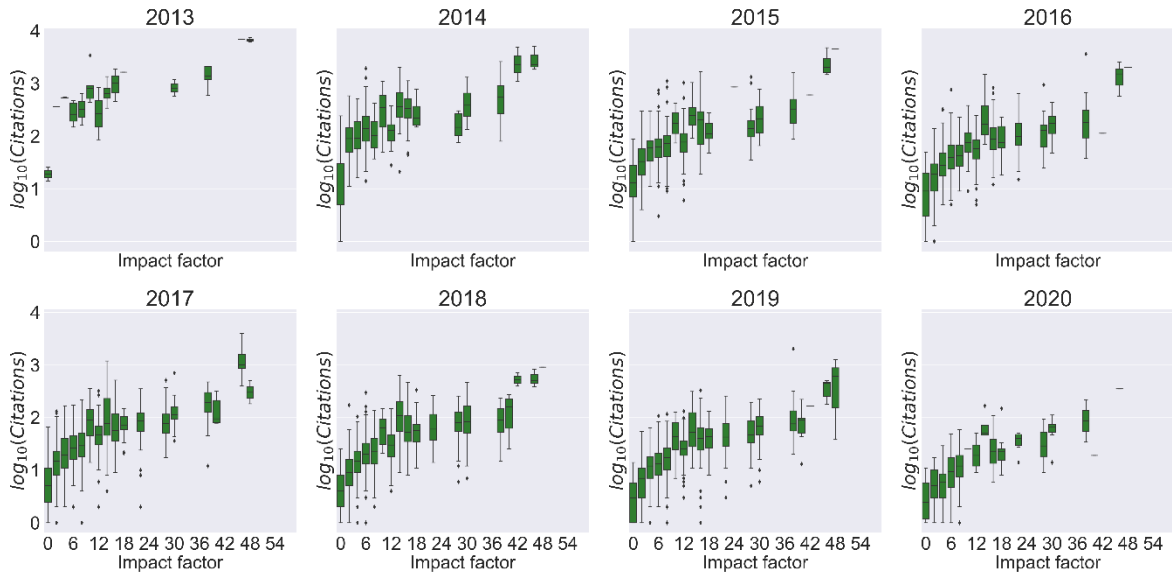 2013 2014 2015 2016
4
3
2
1
0
log10(Citations) log10(Citations) log10(Citations) log10(Citations)
Impact factor Impact factor Impact factor Impact factor
2017 2018 2019 2020
4
3
2
1
0
log10(Citations) log10(Citations) log10(Citations) log10(Citations)
0 6 12 18 24 30 36 42 48 54 0 6 12 18 24 30 36 42 48 54 0 6 12 18 24 30 36 42 48 54 0 6 12 18 24 30 36 42 48 54
Impact factor Impact factor Impact factor Impact factor